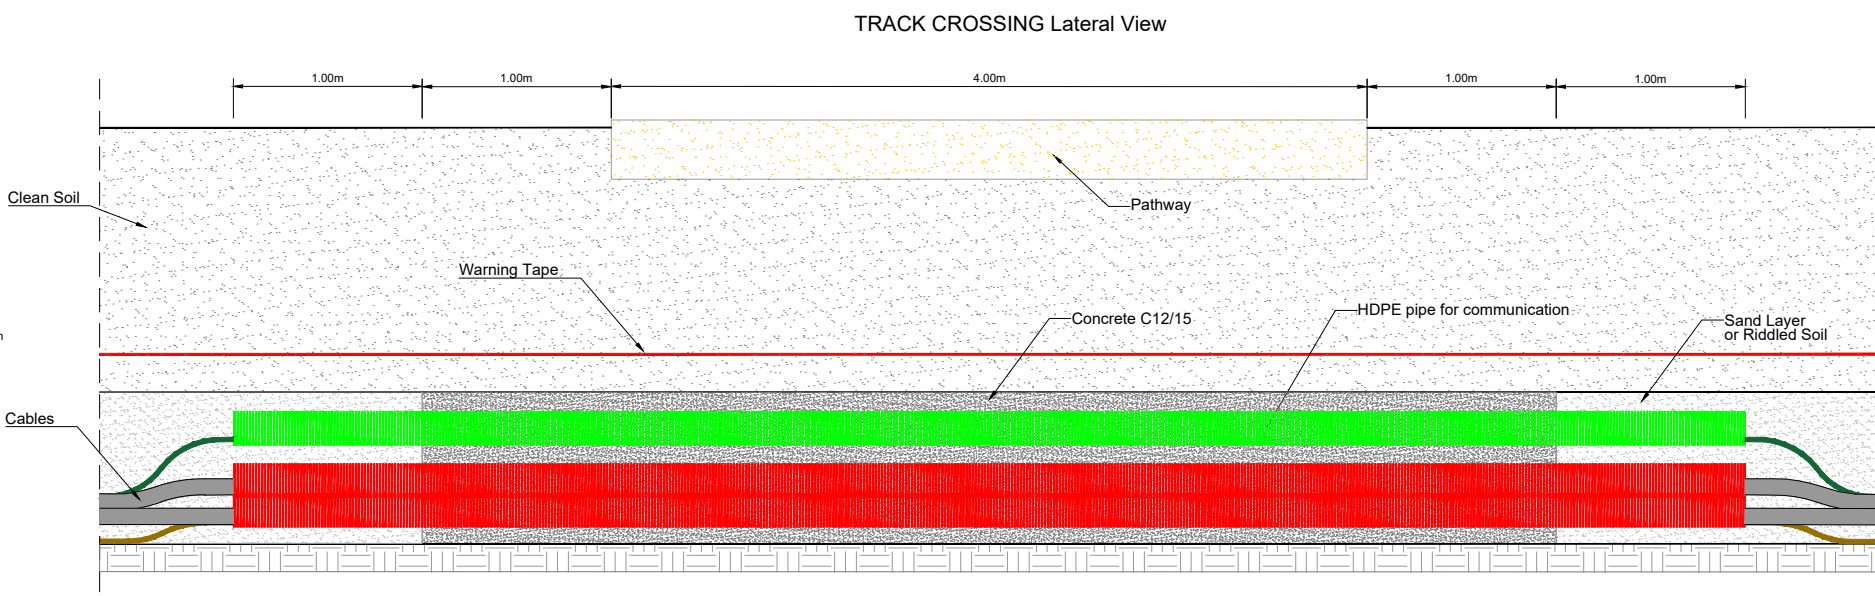 TRACK CROSSING Lateral View
1.00m
1.00m
4.00m
1.00m
1.00m
Clean Soil
Pathway
Warning Tape
HDPE pipe for communication
Concrete C12/15
Sand Layer
or Riddled Soil
Cables